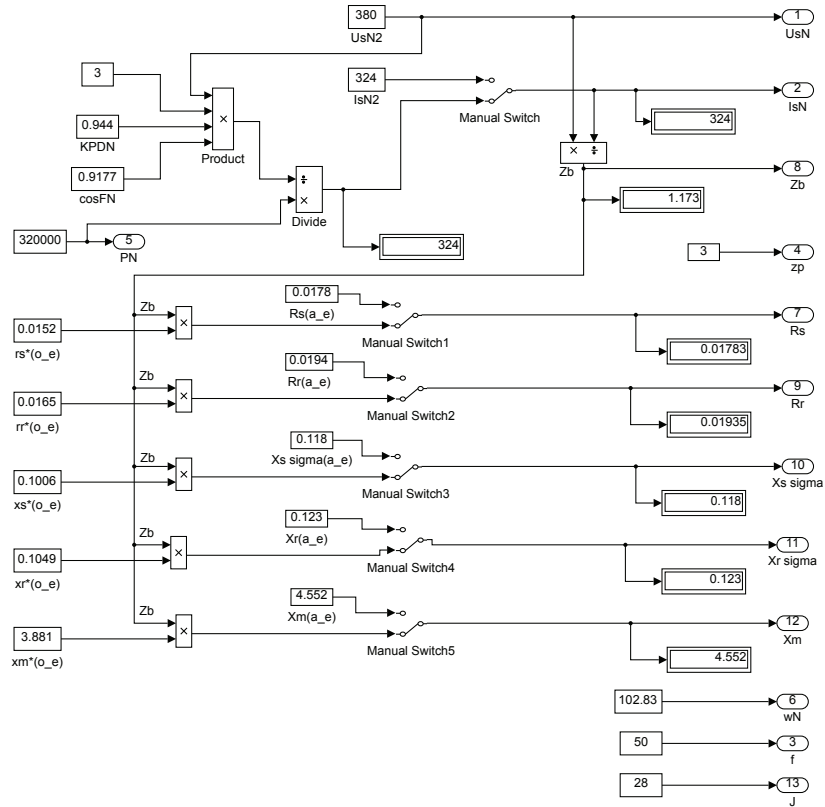 380
UsN2
1
UsN
3
324
IsN2
2
IsN
Manual Switch
324
0.944
KPDN
×
Product
× ÷
Zb
8
Zb
0.9177
cosFN
÷
×
Divide
1.173
320000
5
PN
324
3
4
zp
0.0178
Rs(a_e)
Zb
×
7
Rs
0.0152
rs*(o_e)
Manual Switch1
0.01783
0.0194
Rr(a_e)
Zb
×
9
Rr
0.0165
rr*(o_e)
Manual Switch2
0.01935
0.118
Xs sigma(a_e)
Zb
×
10
Xs sigma
0.1006
xs*(o_e)
Manual Switch3
0.118
0.123
Xr(a_e)
Zb
×
11
Xr sigma
0.1049
xr*(o_e)
Manual Switch4
0.123
4.552
Xm(a_e)
Zb
×
12
Xm
3.881
xm*(o_e)
Manual Switch5
4.552
102.83
6
wN
50
3
f
28
13
J